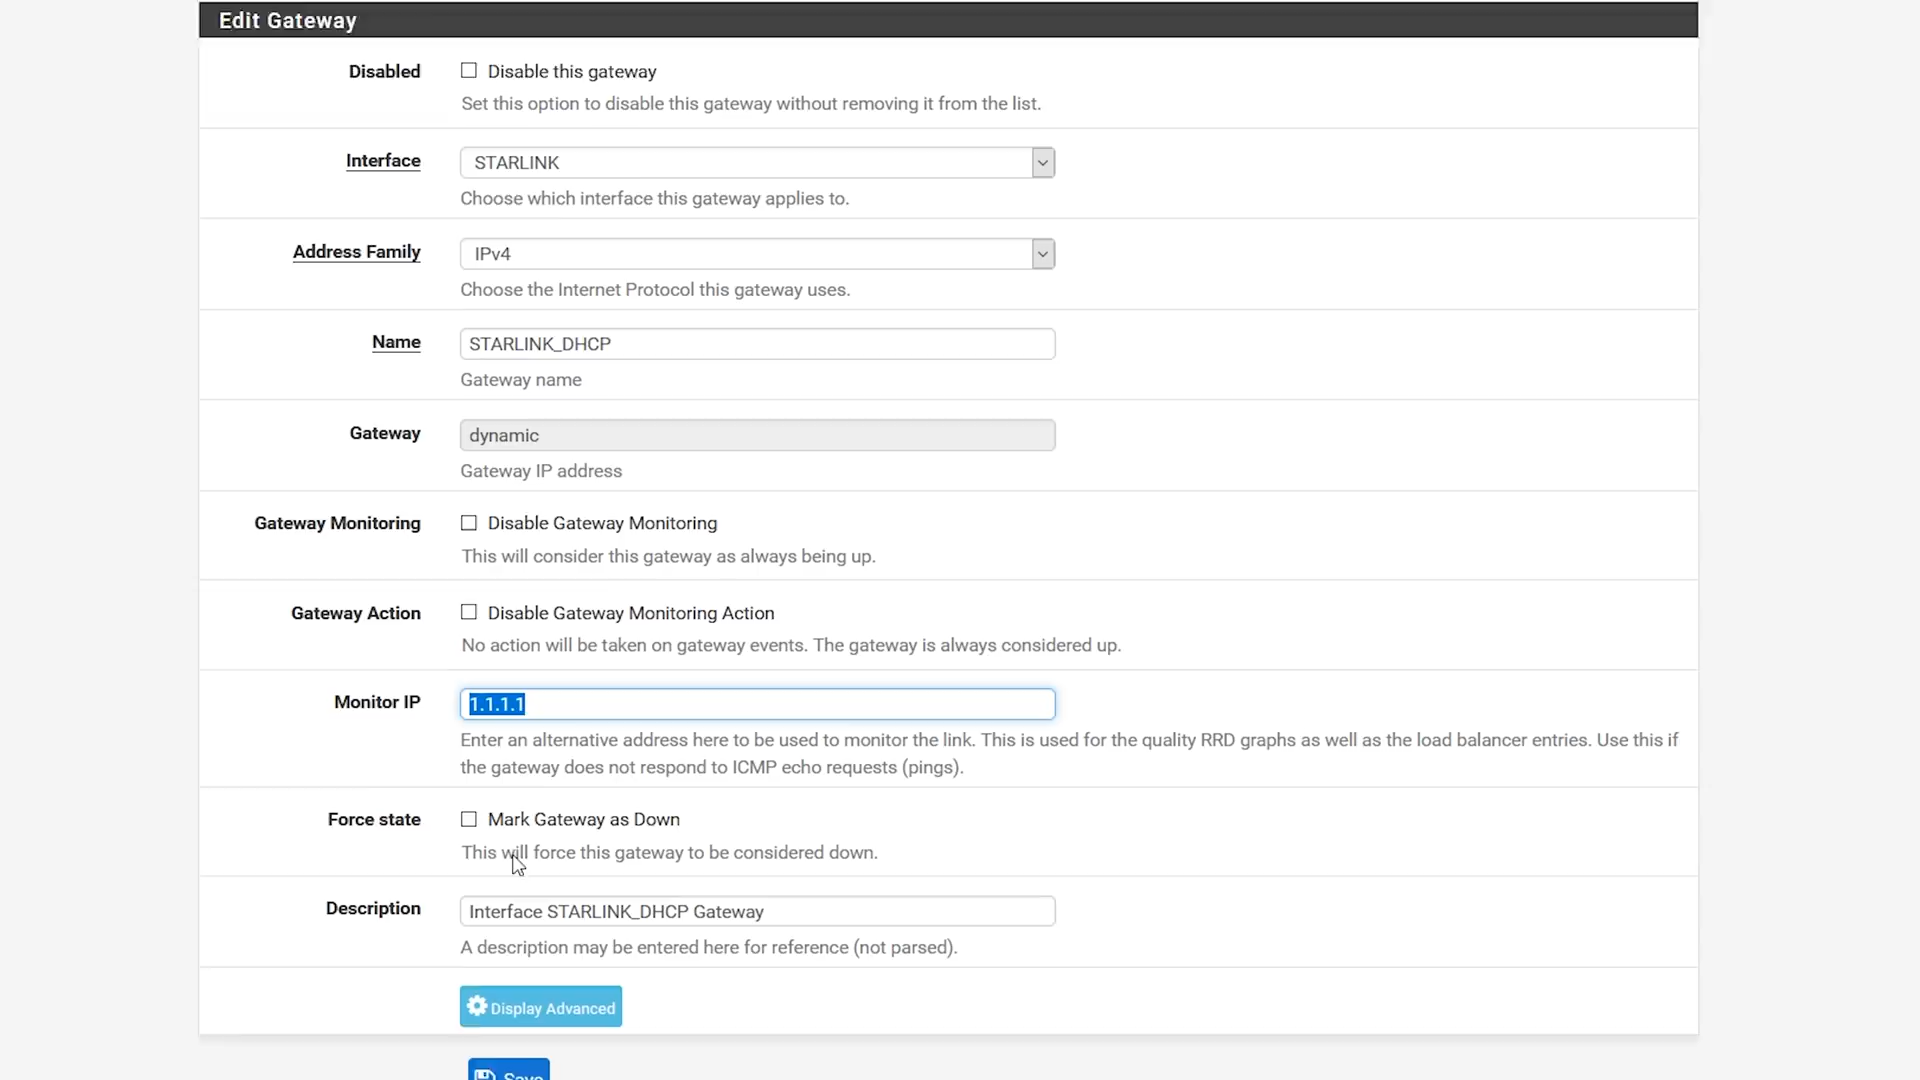 Edit Gateway
Disabled
Disable this gateway
Set this option to disable this gateway without removing it from the list.
Interface
STARLINK
Choose which interface this gateway applies to.
Address Family
IPv4
Choose the Internet Protocol this gateway uses.
Name
STARLINK_DHCP
Gateway name
Gateway
dynamic
Gateway IP address
Gateway Monitoring
Disable Gateway Monitoring
This will consider this gateway as always being up.
Gateway Action
Disable Gateway Monitoring Action
No action will be taken on gateway events. The gateway is always considered up.
Monitor IP
1.1.1.1
Enter an alternative address here to be used to monitor the link. This is used for the quality RRD graphs as well as the load balancer entries. Use this if
the gateway does not respond to ICMP echo requests (pings).
Force state
Mark Gateway as Down
This will force this gateway to be considered down.
Description
Interface STARLINK_DHCP Gateway
A description may be entered here for reference (not parsed).
Display Advanced
Save